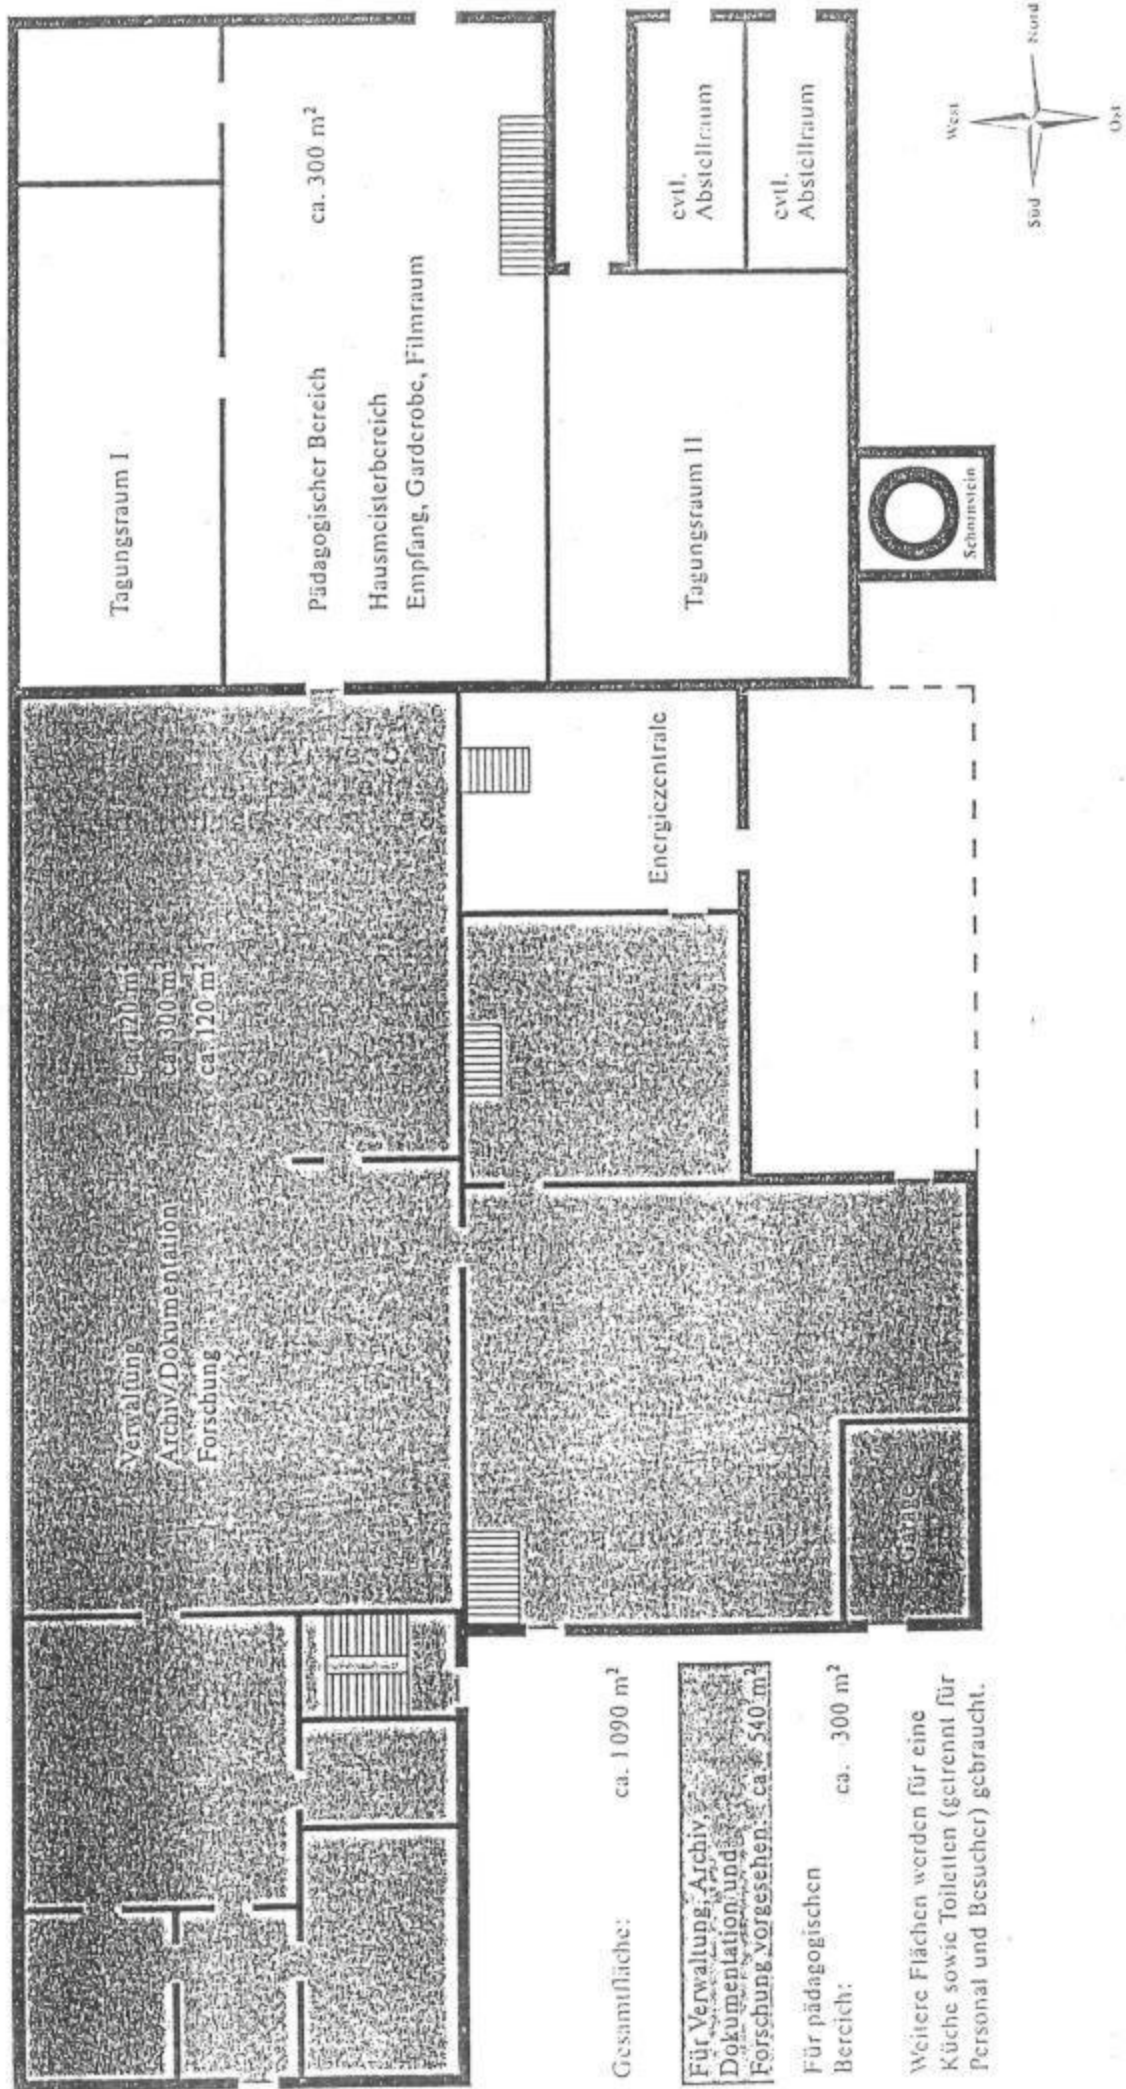 Tagungsraum I
Pädagogischer Bereich ca. 300 m²
Hausmeisterbereich
Empfang, Garderobe, Filmraum
evtl.
Abstellraum
evtl.
Abstellraum
Tagungsraum II
Schornstein
West
Nord
Süd
Ost
Verwaltung ca. 120 m²
Archiv/Dokumentation ca. 300 m²
Forschung ca. 120 m²
Energiezentrale
Garage
Gesamtfläche: ca. 1090 m²
Für Verwaltung, Archiv,
Dokumentation und
Forschung vorgesehen: ca. 540 m²
Für pädagogischen
Bereich: ca. 300 m²
Weitere Flächen werden für eine
Küche sowie Toiletten (getrennt für
Personal und Besucher) gebraucht.